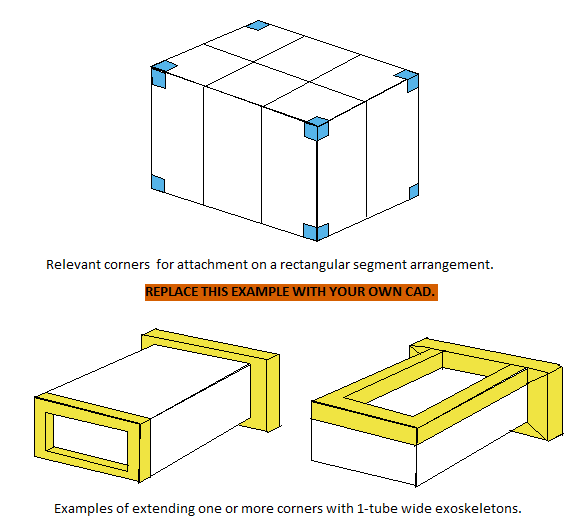 Relevant corners  for attachment on a rectangular segment arrangement.
REPLACE THIS EXAMPLE WITH YOUR OWN CAD.
Examples of extending one or more corners with 1-tube wide exoskeletons.